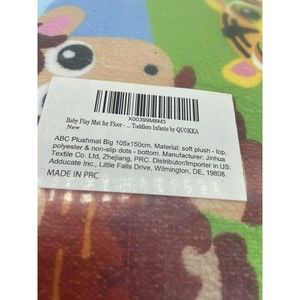 X00399M8M3
Baby Play Mat for Floor - ... Toddlers Infants by QUOKKA
New
ABC Plushmat Big 105x150cm. Material: soft plush - top,
polyester & non-slip dots - bottom. Manufacturer: Jinhua
Textile Co. Ltd, Zhejiang, PRC. Distributor/Importer in US:
Adducate Inc., Little Falls Drive, Wilmington, DE, 19808.
MADE IN PRC